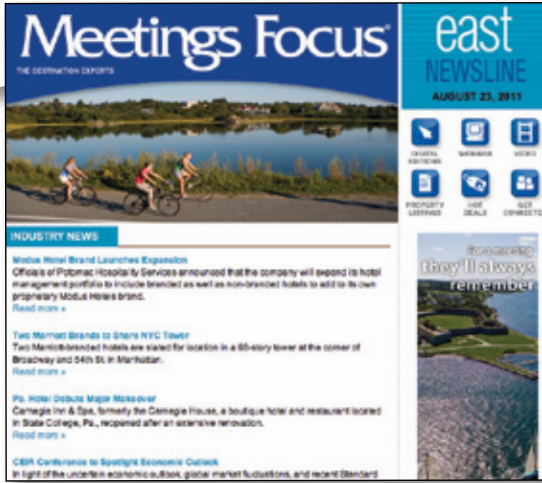 Meetings Focus®
THE DESTINATION EXPERTS
east
NEWSLINE
AUGUST 23, 2011
DIGITAL
EDITIONS
WEBINAR
VIDEO
PROPERTY
LISTINGS
HOT
DEALS
GET
CONNECTED
INDUSTRY NEWS
Modus Hotel Brand Launches Expansion
Officials of Potomac Hospitality Services announced that the company will expand its hotel
management portfolio to include branded as well as non-branded hotels to add to its own
proprietary Modus Hotels brand.
Read more »
Two Marriott Brands to Share NYC Tower
Two Marriott-branded hotels are slated for location in a 68-story tower at the corner of
Broadway and 54th St. in Manhattan.
Read more »
Pa. Hotel Debuts Major Makeover
Carnegie Inn & Spa, formerly the Carnegie House, a boutique hotel and restaurant located
in State College, Pa., reopened after an extensive renovation.
Read more »
CEIR Conference to Spotlight Economic Outlook
In light of the uncertain economic outlook, global market fluctuations, and recent Standard
For a meeting
they'll always
remember